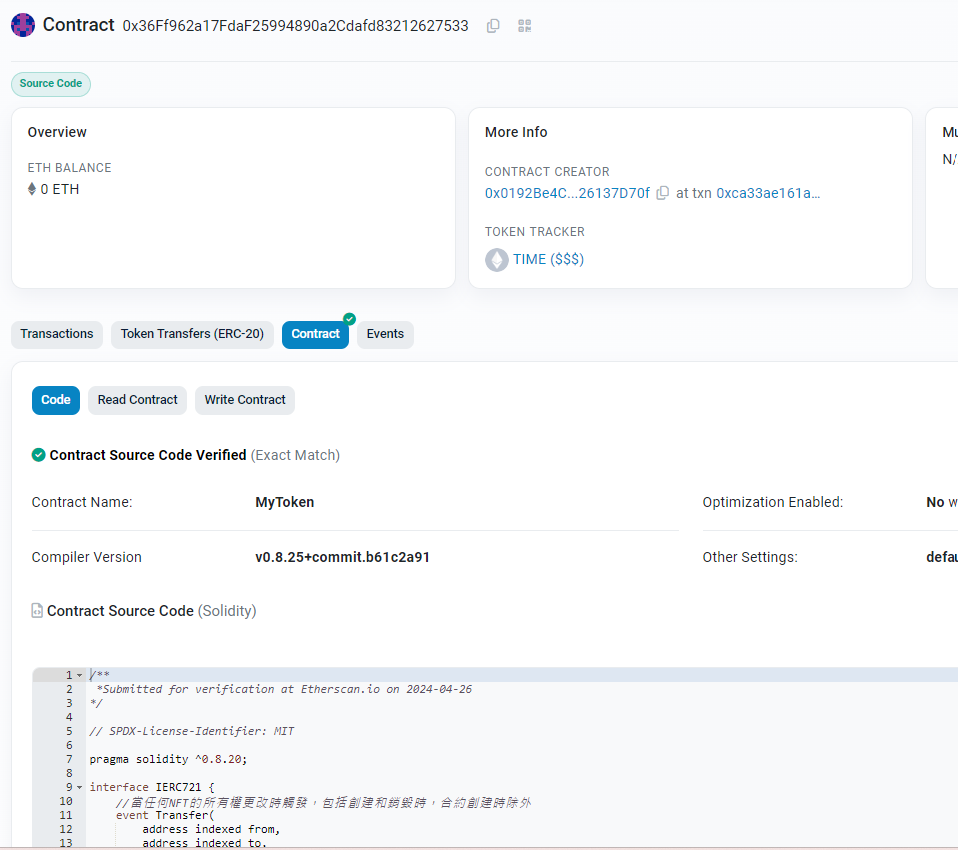 Contract 0x36Ff962a17FdaF25994890a2Cdafd83212627533
Source Code
Overview
ETH BALANCE
0 ETH
More Info
CONTRACT CREATOR
0x0192Be4C...26137D70f at txn 0xca33ae161a...
TOKEN TRACKER
TIME ($$$)
Mu
N/
Transactions
Token Transfers (ERC-20)
Contract
Events
Code
Read Contract
Write Contract
Contract Source Code Verified (Exact Match)
Contract Name:
MyToken
Optimization Enabled:
No w
Compiler Version
v0.8.25+commit.b61c2a91
Other Settings:
defau
Contract Source Code (Solidity)
1 /**
2 *Submitted for verification at Etherscan.io on 2024-04-26
3 */
4
5 // SPDX-License-Identifier: MIT
6
7 pragma solidity ^0.8.20;
8
9 interface IERC721 {
10 //當任何NFT的所有權更改時觸發，包括創建和銷毀時，合約創建時除外
11 event Transfer(
12 address indexed from,
13 address indexed to,